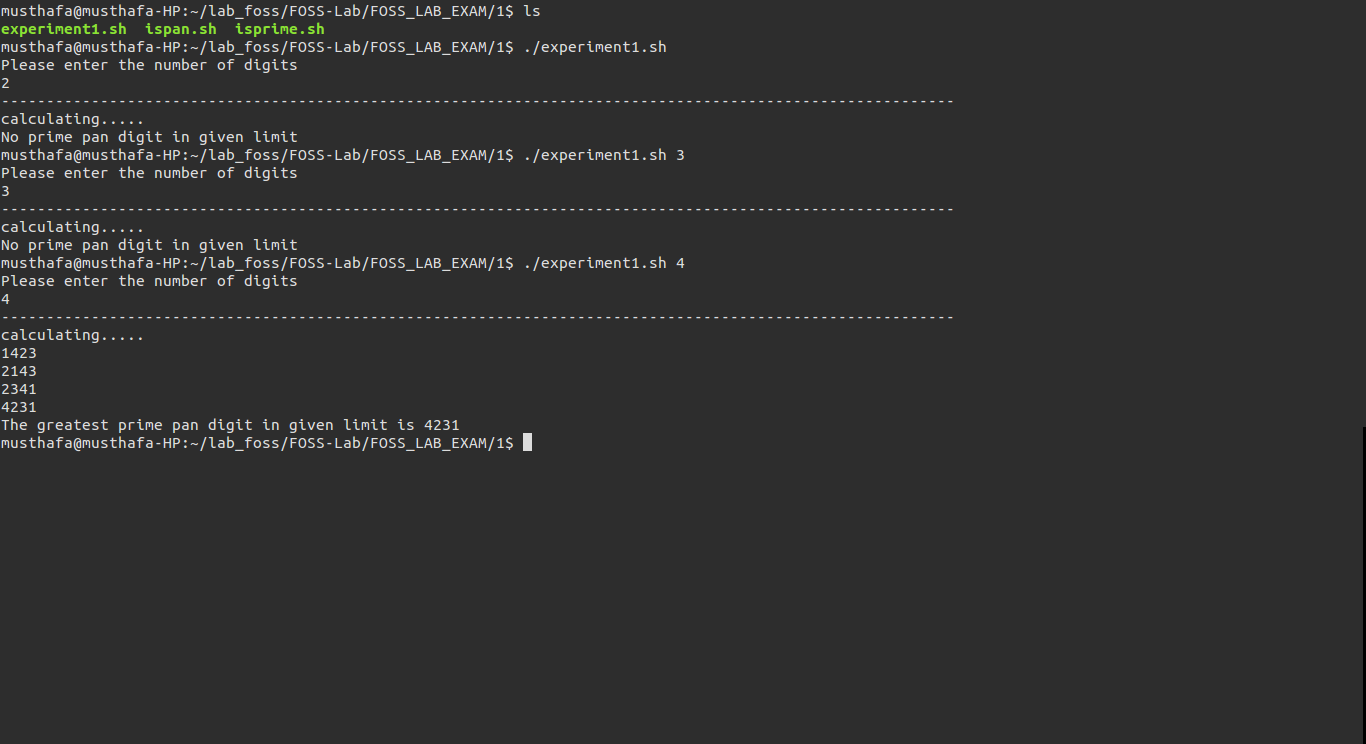 musthafa@musthafa-HP:~/lab_foss/FOSS-Lab/FOSS_LAB_EXAM/1$ ls
experiment1.sh  ispan.sh  isprime.sh
musthafa@musthafa-HP:~/lab_foss/FOSS-Lab/FOSS_LAB_EXAM/1$ ./experiment1.sh
Please enter the number of digits
2
----------------------------------------------------------------------------------------------------------
calculating.....
No prime pan digit in given limit
musthafa@musthafa-HP:~/lab_foss/FOSS-Lab/FOSS_LAB_EXAM/1$ ./experiment1.sh 3
Please enter the number of digits
3
----------------------------------------------------------------------------------------------------------
calculating.....
No prime pan digit in given limit
musthafa@musthafa-HP:~/lab_foss/FOSS-Lab/FOSS_LAB_EXAM/1$ ./experiment1.sh 4
Please enter the number of digits
4
----------------------------------------------------------------------------------------------------------
calculating.....
1423
2143
2341
4231
The greatest prime pan digit in given limit is 4231
musthafa@musthafa-HP:~/lab_foss/FOSS-Lab/FOSS_LAB_EXAM/1$